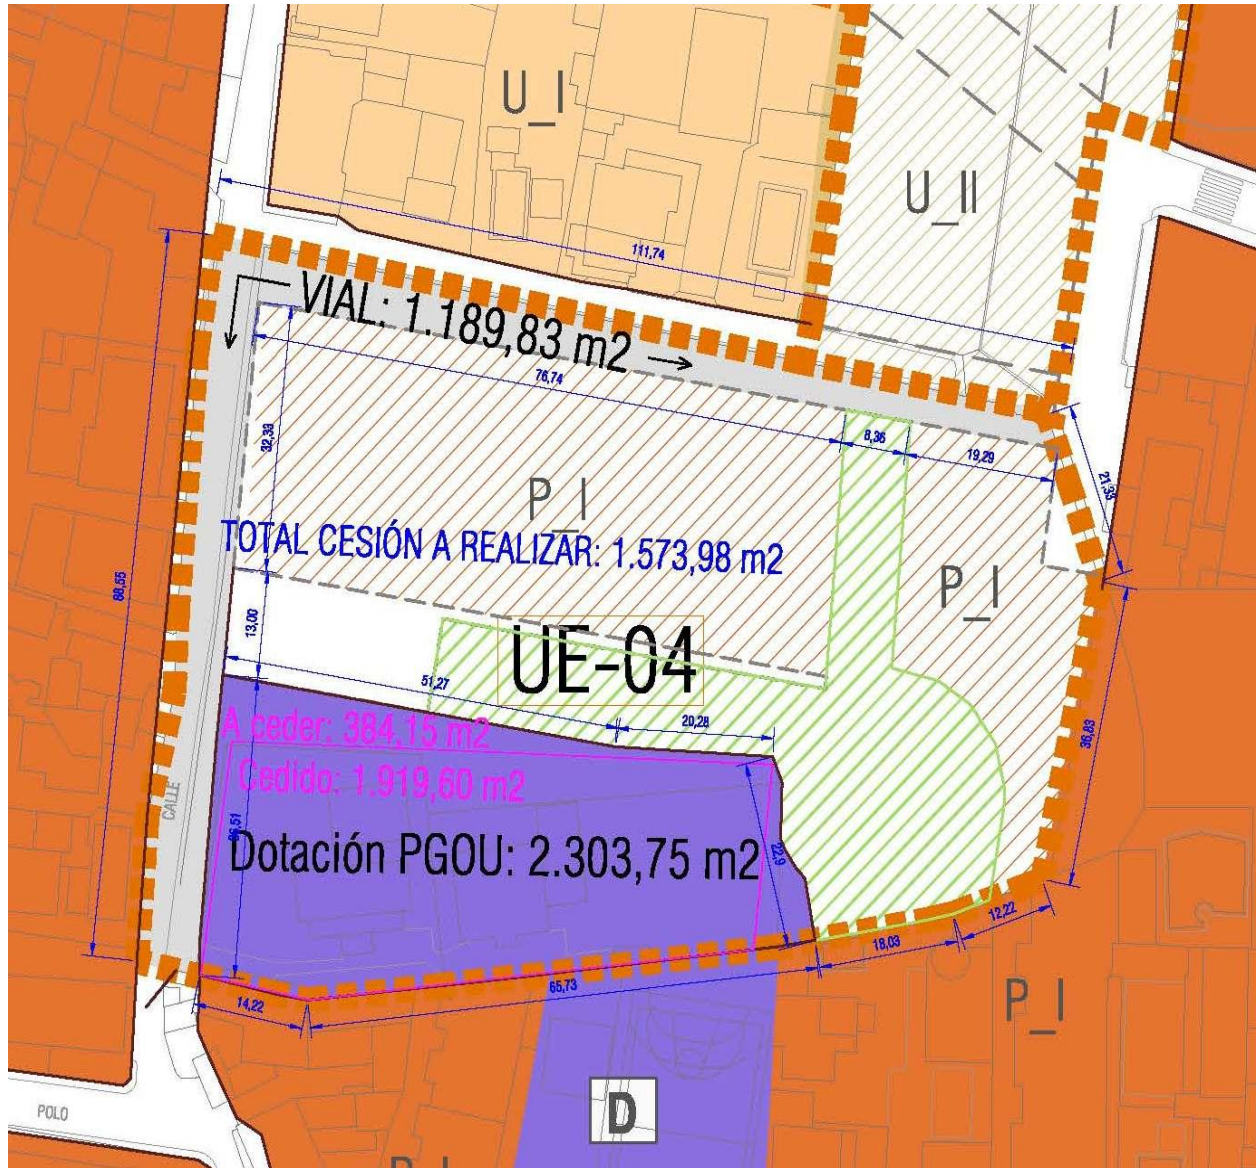 U_I
U_II
111,74
VIAL: 1.189,83 m2
76,74
8,36
19,29
32,33
21,33
P_I
TOTAL CESIÓN A REALIZAR: 1.573,98 m2
P_I
88,55
13,00
UE-04
51,27
20,28
36,83
A ceder: 384,15 m2
Cedido: 1.919,60 m2
CALLE
Dotación PGOU: 2.303,75 m2
22,9
12,22
18,03
65,73
14,22
P_I
D
POLO
P_I